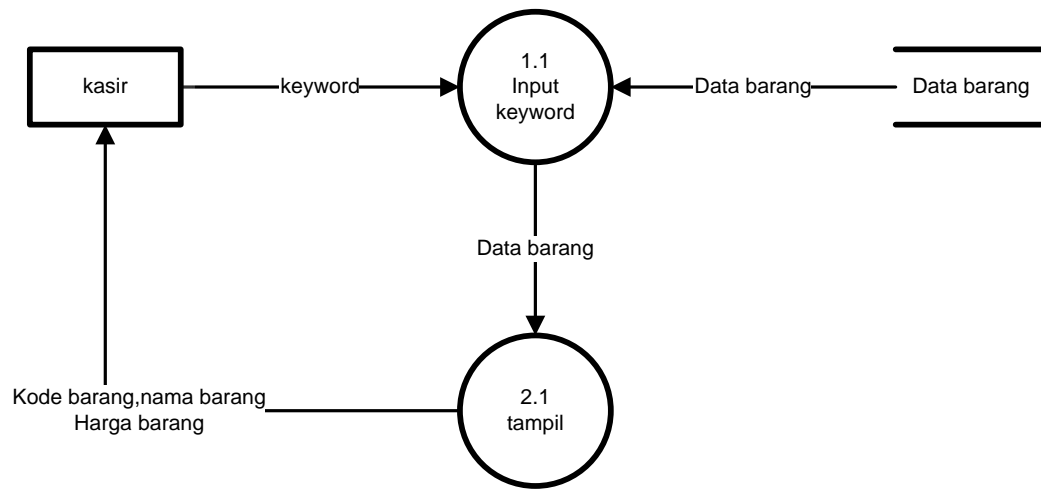 kasir
keyword
1.1
Input
keyword
Data barang
Data barang
Data barang
Kode barang,nama barang
Harga barang
2.1
tampil